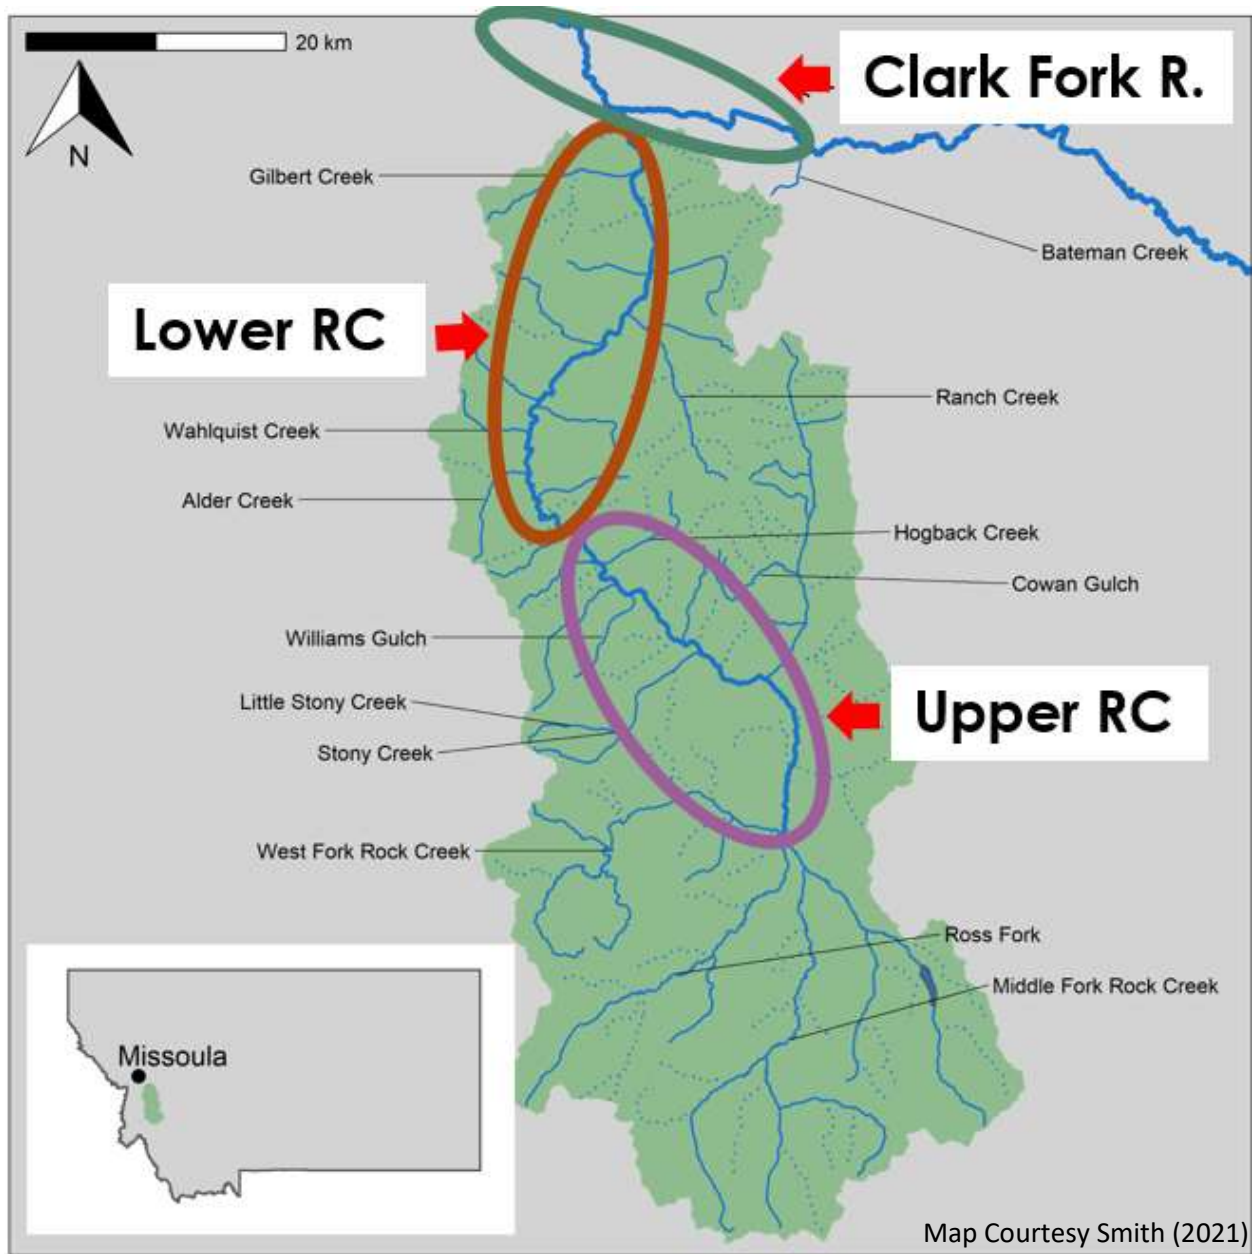 20 km
Clark Fork R.
N
Gilbert Creek
Bateman Creek
Lower RC
Ranch Creek
Wahlquist Creek
Alder Creek
Hogback Creek
Cowan Gulch
Williams Gulch
Upper RC
Little Stony Creek
Stony Creek
West Fork Rock Creek
Ross Fork
Middle Fork Rock Creek
Missoula
Map Courtesy Smith (2021)